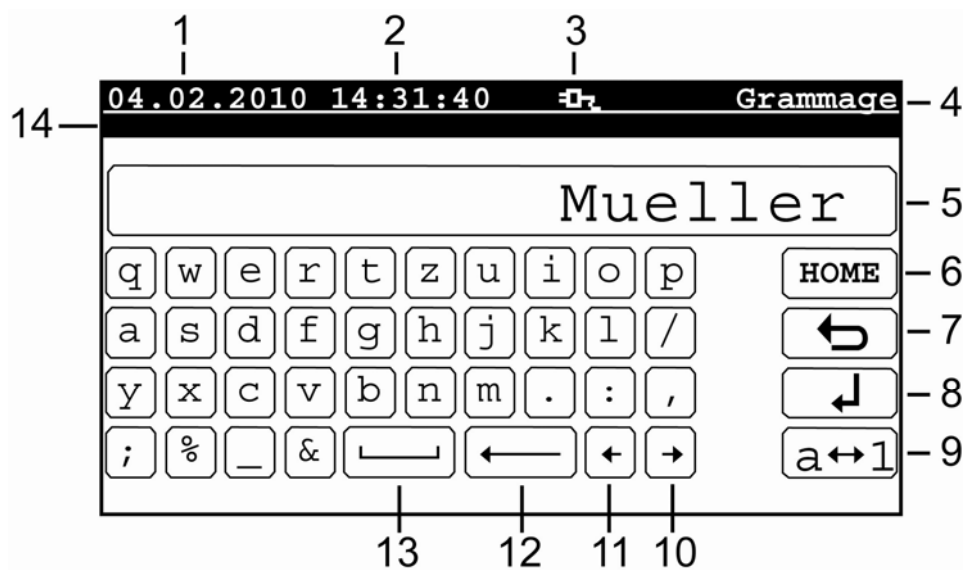 1 2 3
04.02.2010 14:31:40 Grammage 4
14
Mueller 5
q w e r t z u i o p HOME 6
a s d f g h j k l / 7
y x c v b n m . : , 8
; % _ & ← ← → a↔1 9
13 12 11 10